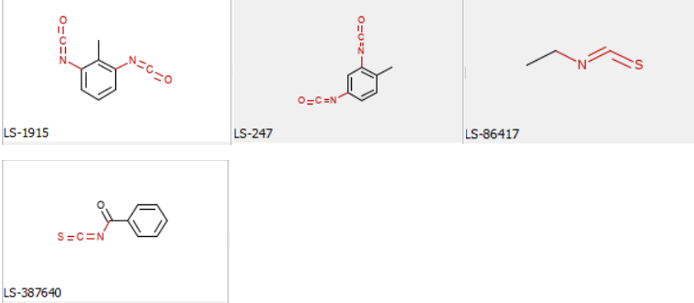 O
C
N
N
C
O
LS-1915
O
C
N
O=C=N
LS-247
N
S
LS-86417
O
S=C=N
LS-387640